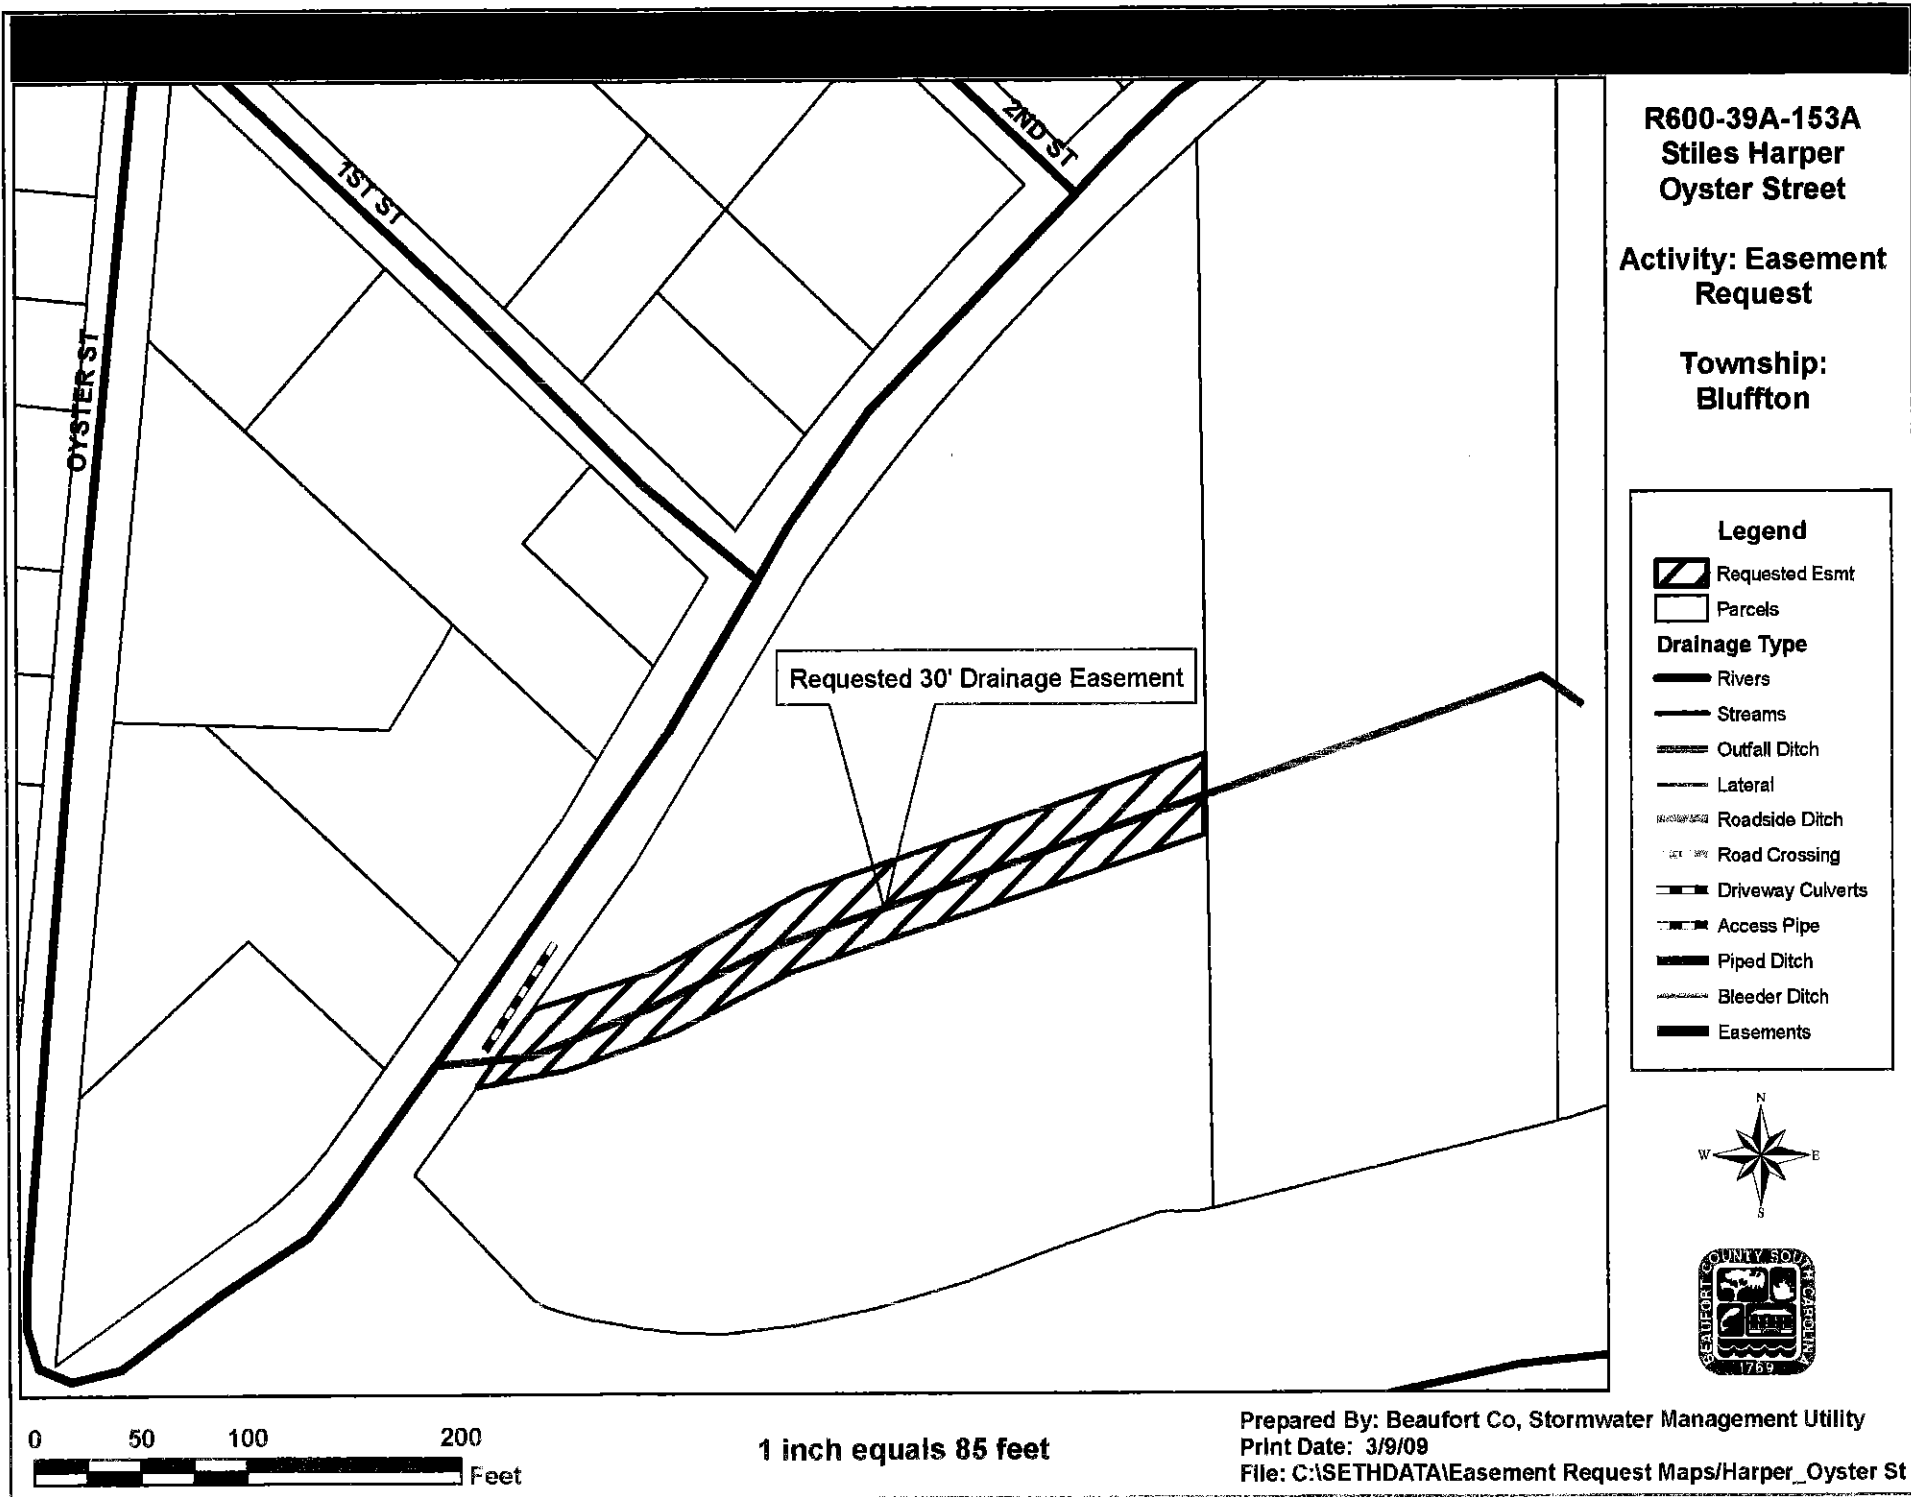 R600-39A-153A
Stiles Harper
Oyster Street
Activity: Easement
Request
Township:
Bluffton
1ST ST
2ND ST
OYSTER ST
Requested 30' Drainage Easement
Legend
Requested Esmt
Parcels
Drainage Type
Rivers
Streams
Outfall Ditch
Lateral
Roadside Ditch
Road Crossing
Driveway Culverts
Access Pipe
Piped Ditch
Bleeder Ditch
Easements
N
W
E
S
BEAUFORT COUNTY SOUTH CAROLINA
1769
0 50 100 200
Feet
1 inch equals 85 feet
Prepared By: Beaufort Co, Stormwater Management Utility
Print Date: 3/9/09
File: C:\SETHDATA\Easement Request Maps/Harper_Oyster St